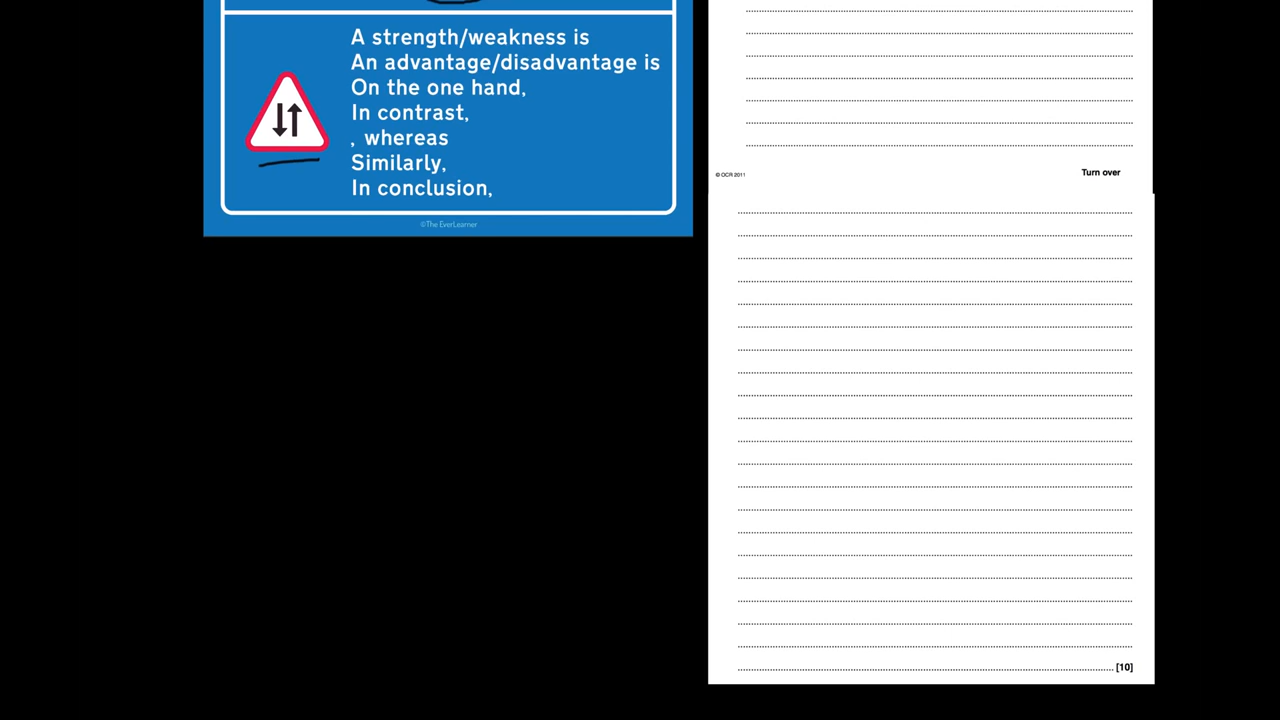 A strength/weakness is
An advantage/disadvantage is
On the one hand,
In contrast,
, whereas
Similarly,
In conclusion,
©The EverLearner
© OCR 2011
Turn over
[10]